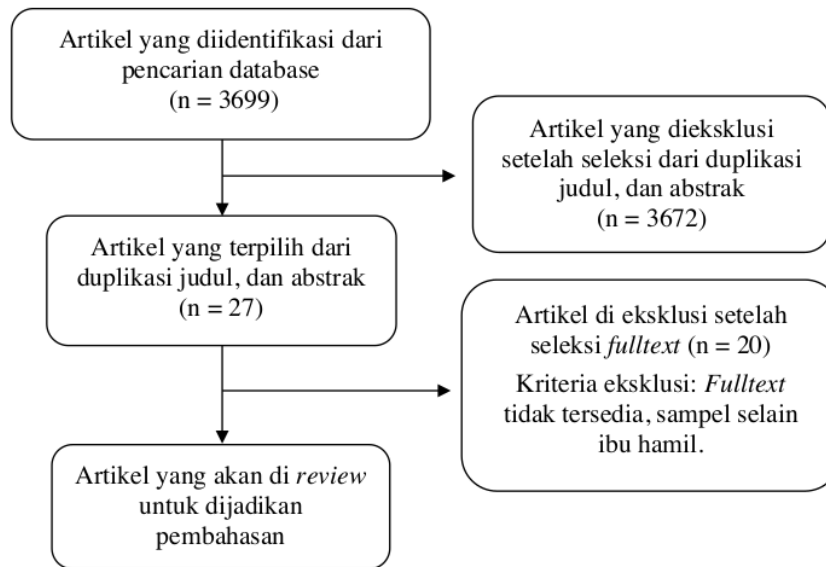 Artikel yang diidentifikasi dari
pencarian database
(n = 3699)
Artikel yang dieksklusi
setelah seleksi dari duplikasi
judul, dan abstrak
(n = 3672)
Artikel yang terpilih dari
duplikasi judul, dan abstrak
(n = 27)
Artikel di eksklusi setelah
seleksi fulltext (n = 20)
Kriteria eksklusi: Fulltext
tidak tersedia, sampel selain
ibu hamil.
Artikel yang akan di review
untuk dijadikan
pembahasan